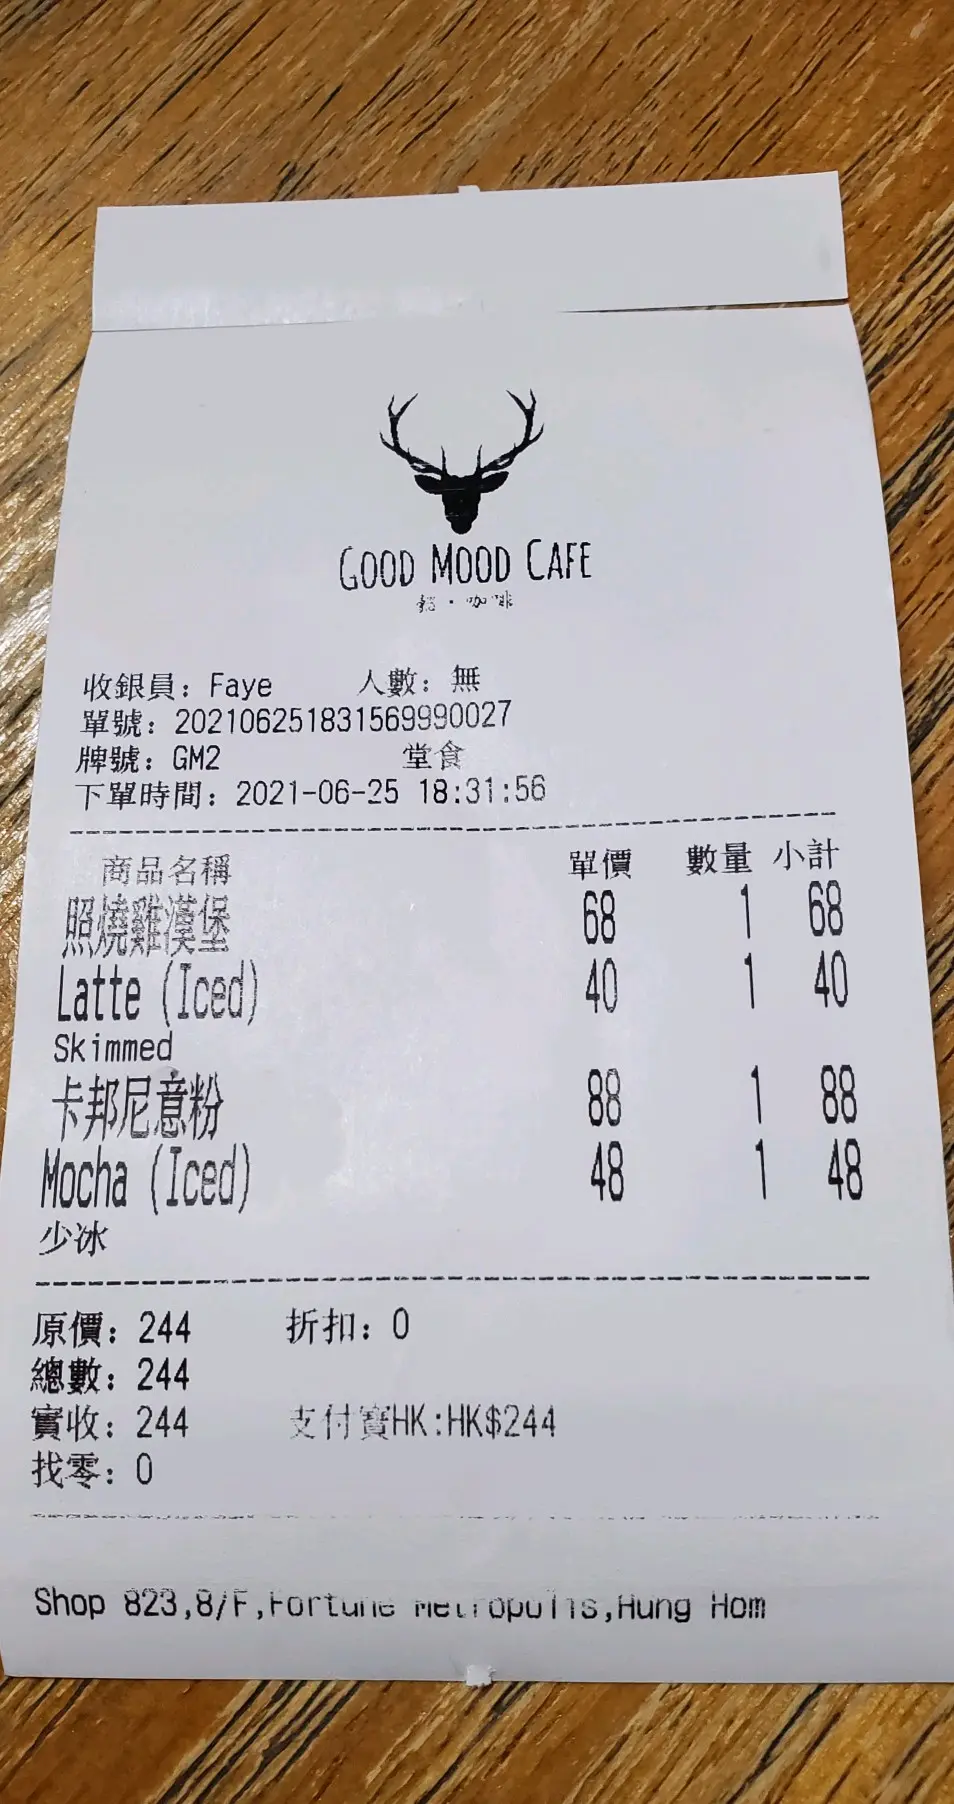 GOOD MOOD CAFE
· 咖啡
收銀員: Faye 人數: 無
單號: 202106251831569990027
牌號: GM2 堂食
下單時間: 2021-06-25 18:31:56
商品名稱 單價 數量 小計
照燒雞漢堡 68 1 68
Latte (Iced) 40 1 40
Skimmed
卡邦尼意粉 88 1 88
Mocha (Iced) 48 1 48
少冰
原價: 244 折扣: 0
總數: 244
實收: 244 支付寶HK:HK$244
找零: 0
Shop 823,8/F,Fortune Metropolis,Hung Hom